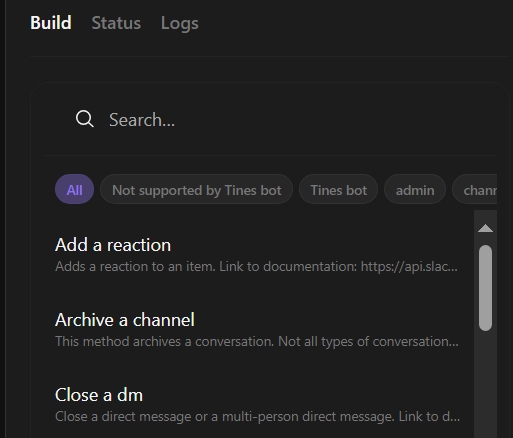 Build Status Logs
Search...
All Not supported by Tines bot Tines bot admin chann
Add a reaction
Adds a reaction to an item. Link to documentation: https://api.slac...
Archive a channel
This method archives a conversation. Not all types of conversation...
Close a dm
Close a direct message or a multi-person direct message. Link to d...